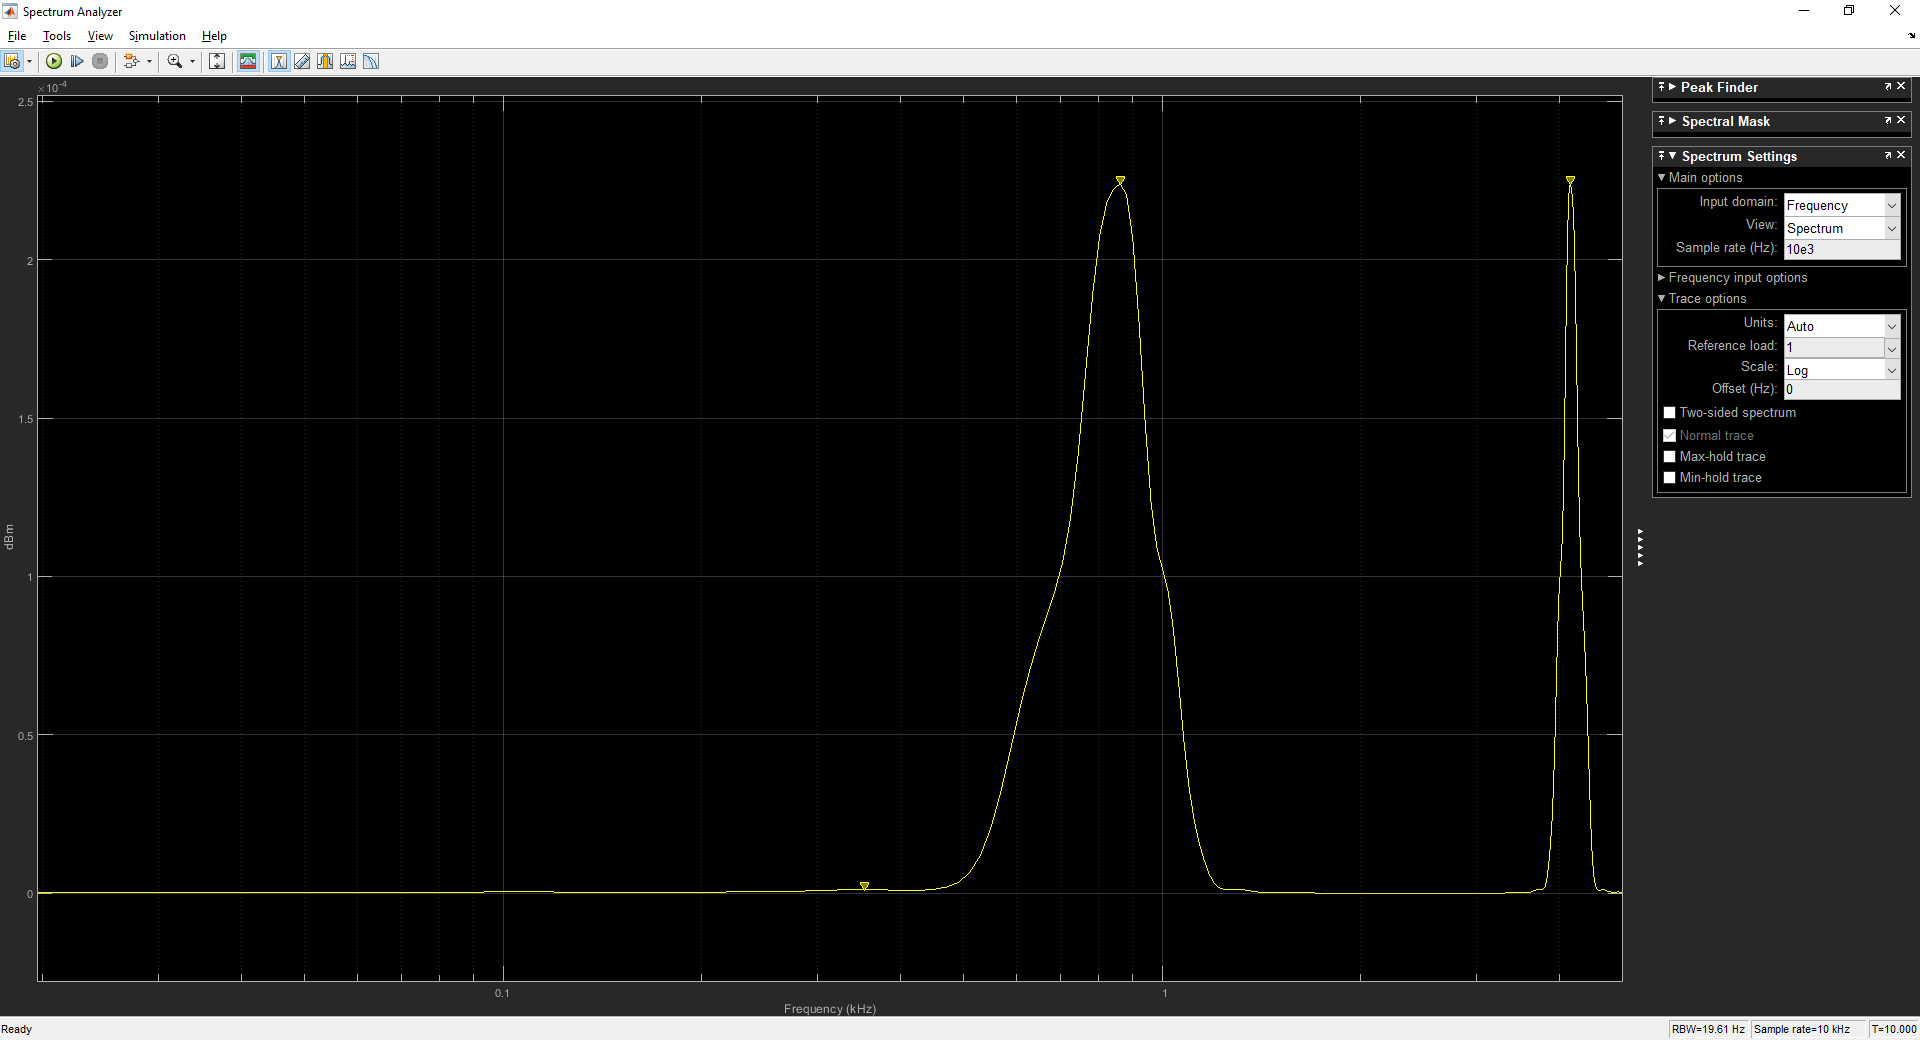 Spectrum Analyzer
File Tools View Simulation Help
×10-4
2.5
2
1.5
1
0.5
0
dBm
0.1 1
Frequency (kHz)
Peak Finder
Spectral Mask
Spectrum Settings
Main options
Input domain: Frequency
View: Spectrum
Sample rate (Hz): 10e3
Frequency input options
Trace options
Units: Auto
Reference load: 1
Scale: Log
Offset (Hz): 0
Two-sided spectrum
Normal trace
Max-hold trace
Min-hold trace
Ready
RBW=19.61 Hz Sample rate=10 kHz T=10.000